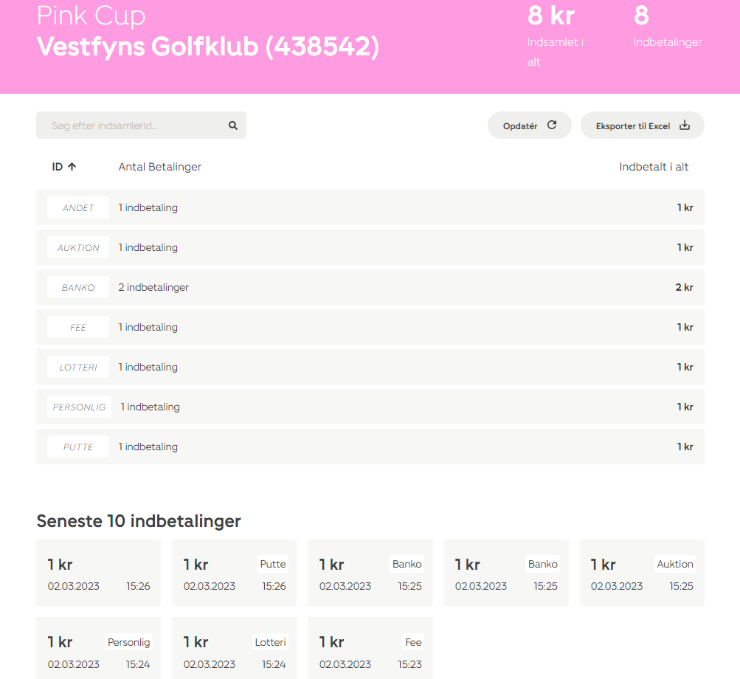 Pink Cup
Vestfyns Golfklub (438542)
8 kr
Indsamlet i
alt
8
Indbetalinger
Søg efter indsamlerid...
Opdatér
Eksporter til Excel
ID ↑ Antal Betalinger Indbetalt i alt
ANDET 1 indbetaling 1 kr
AUKTION 1 indbetaling 1 kr
BANKO 2 indbetalinger 2 kr
FEE 1 indbetaling 1 kr
LOTTERI 1 indbetaling 1 kr
PERSONLIG 1 indbetaling 1 kr
PUTTE 1 indbetaling 1 kr
Seneste 10 indbetalinger
1 kr
02.03.2023 15:26
1 kr Putte
02.03.2023 15:26
1 kr Banko
02.03.2023 15:25
1 kr Banko
02.03.2023 15:25
1 kr Auktion
02.03.2023 15:25
1 kr Personlig
02.03.2023 15:24
1 kr Lotteri
02.03.2023 15:24
1 kr Fee
02.03.2023 15:23